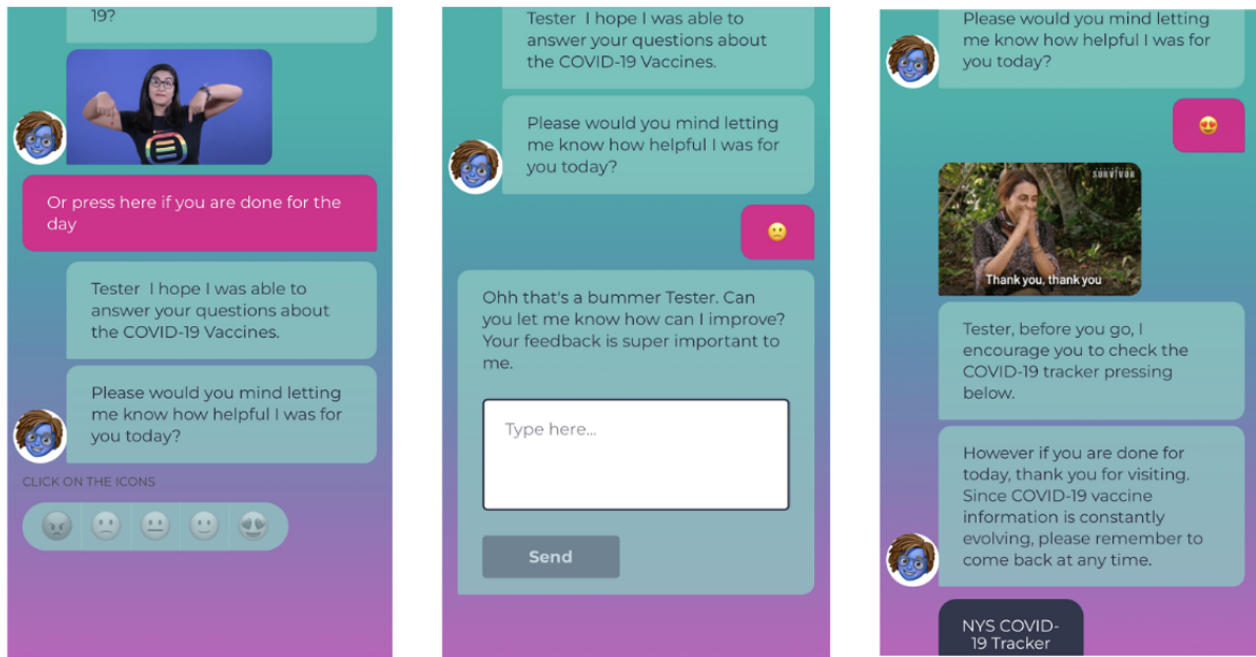 19?
Or press here if you are done for the
day
Tester I hope I was able to
answer your questions about
the COVID-19 Vaccines.
Please would you mind letting
me know how helpful I was for
you today?
CLICK ON THE ICONS
Tester I hope I was able to
answer your questions about
the COVID-19 Vaccines.
Please would you mind letting
me know how helpful I was for
you today?
Ohh that's a bummer Tester. Can
you let me know how can I improve?
Your feedback is super important to
me.
Type here...
Send
Please would you mind letting
me know how helpful I was for
you today?
SURVIVOR
Thank you, thank you
Tester, before you go, I
encourage you to check the
COVID-19 tracker pressing
below.
However if you are done for
today, thank you for visiting.
Since COVID-19 vaccine
information is constantly
evolving, please remember to
come back at any time.
NYS COVID-
19 Tracker